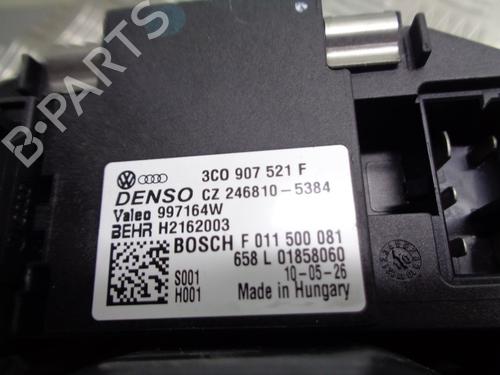 B-PARTS
3C0 907 521 F
DENSO CZ 246810-5384
Valeo 997164W
BEHR H2162003
BOSCH F 011 500 081
658 L 01858060
S001 10-05-26
H001 Made in Hungary